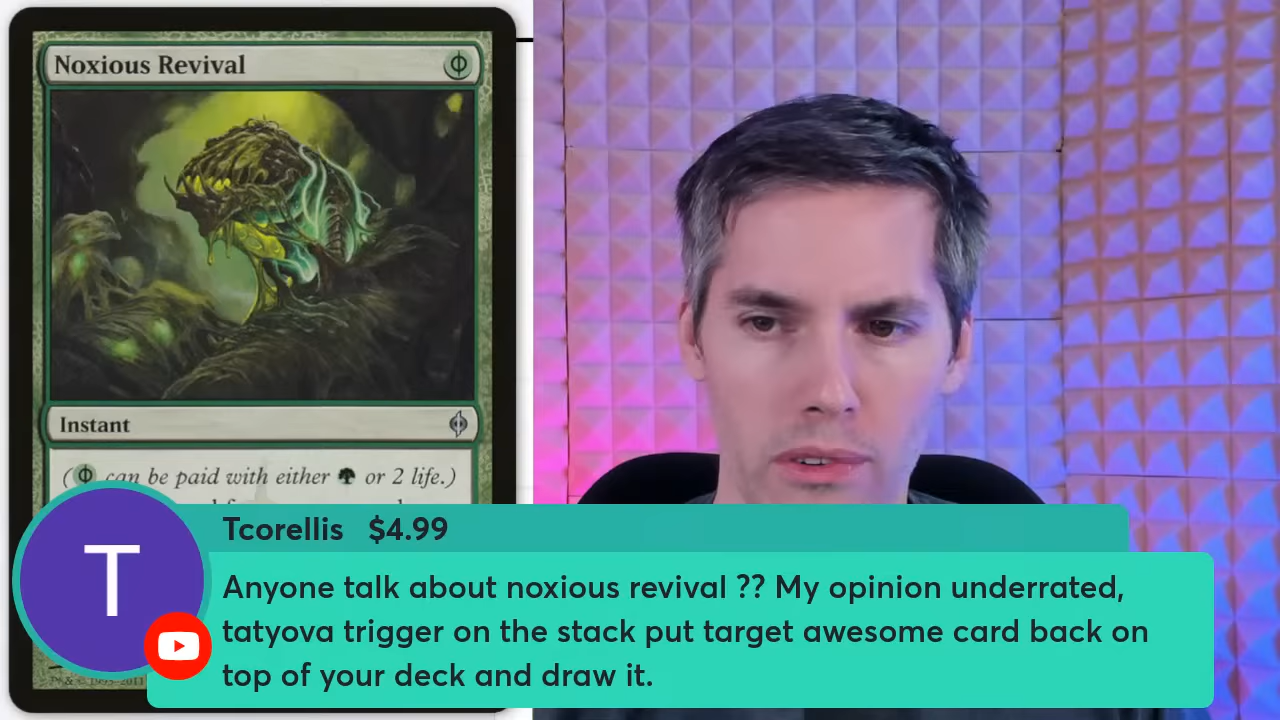 Noxious Revival
Instant
can be paid with either or 2 life.)
T
Tcorellis $4.99
Anyone talk about noxious revival ?? My opinion underrated,
tatyova trigger on the stack put target awesome card back on
top of your deck and draw it.